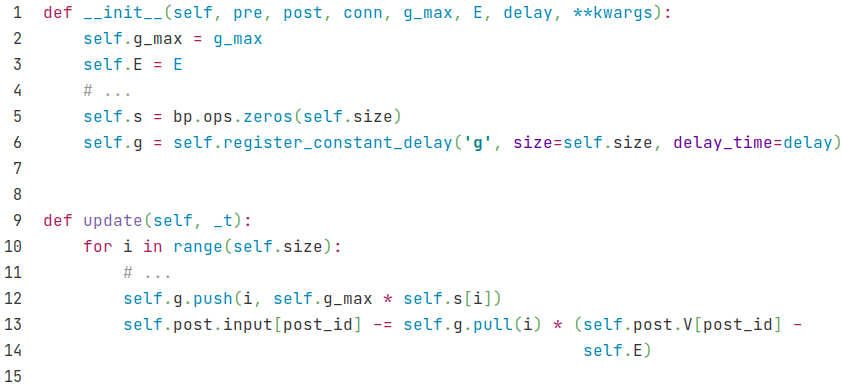 1 def __init__(self, pre, post, conn, g_max, E, delay, **kwargs):
2     self.g_max = g_max
3     self.E = E
4     # ...
5     self.s = bp.ops.zeros(self.size)
6     self.g = self.register_constant_delay('g', size=self.size, delay_time=delay)
7
8
9 def update(self, _t):
10     for i in range(self.size):
11         # ...
12         self.g.push(i, self.g_max * self.s[i])
13         self.post.input[post_id] -= self.g.pull(i) * (self.post.V[post_id] -
14                                                       self.E)
15